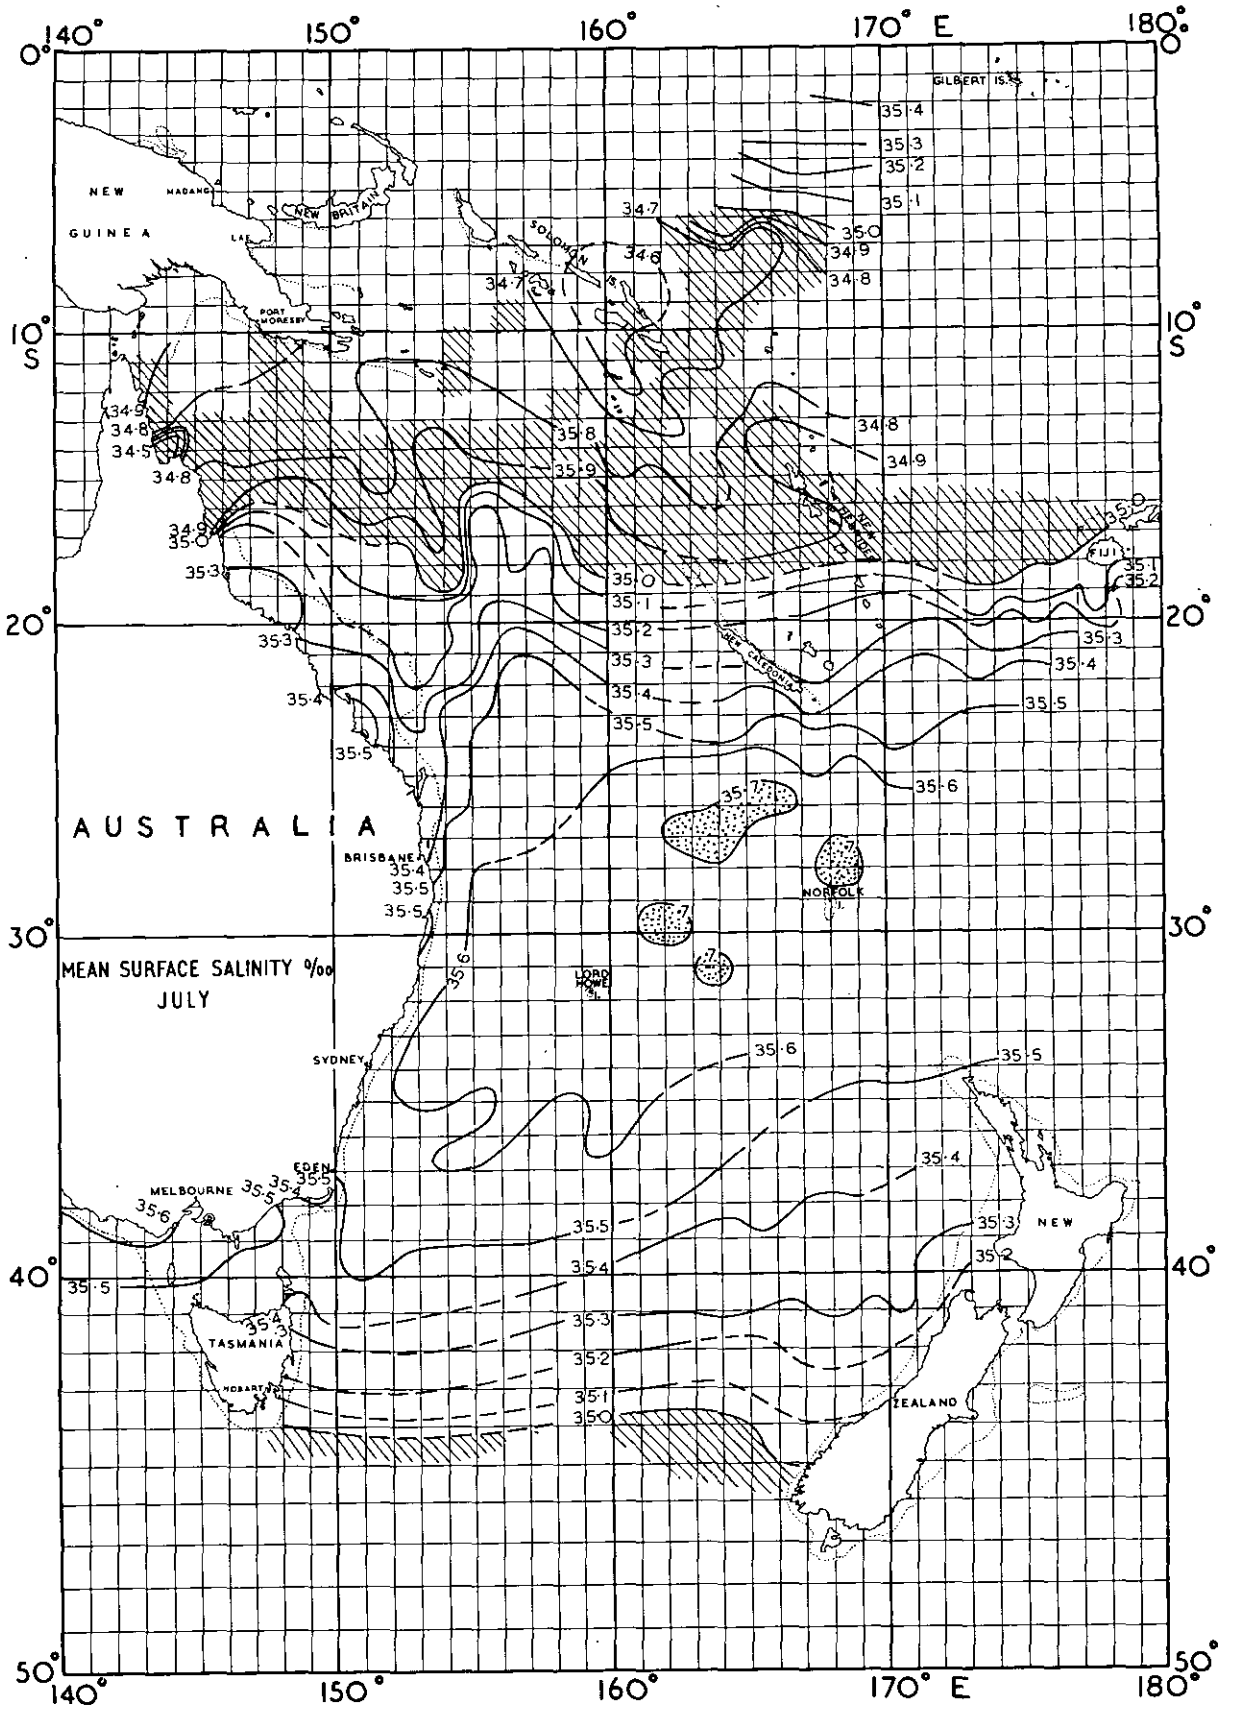 140° 150° 160° 170° E 180°
0° 0°
GILBERT IS.
35·4
35·3
35·2
35·1
NEW GUINEA
MADANG
NEW BRITAIN
LAE
34·7
35·0
34·9
34·8
SOLOMON IS.
34·6
34·7
PORT MORESBY
10° S 10° S
34·9
34·8
34·5
34·8
35·8
35·9
34·8
34·9
34·9
35·0
35·3
NEW HEBRIDES
35·0
FIJI
35·1
35·2
35·0
35·1
20° 20°
35·3
35·2
35·3
NEW CALEDONIA
35·3
35·4
35·4
35·4
35·5
35·5
35·5
35·6
35·7
AUSTRALIA
BRISBANE
35·4
35·5
35·5
·7
NORFOLK I.
·7
30° 30°
MEAN SURFACE SALINITY ‰
JULY
35·6
·7
LORD HOWE I.
SYDNEY
35·6
35·5
EDEN
35·5
35·4
35·5
MELBOURNE
35·6
35·4
35·5
35·3
NEW
35·4
35·2
40° 40°
35·5
35·4
·3
35·3
TASMANIA
35·2
HOBART
35·1
35·0
ZEALAND
50° 50°
140° 150° 160° 170° E 180°